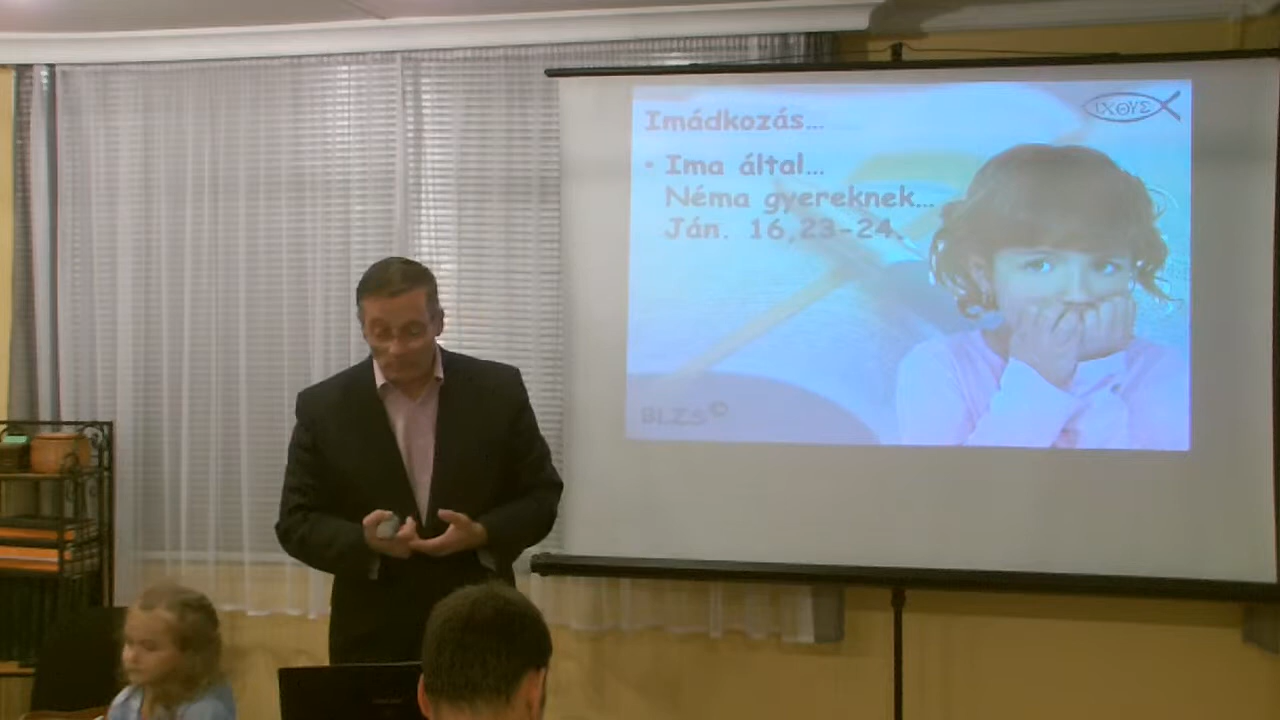 Imádkozás...
ΙΧΘΥΣ
• Ima által...
Néma gyereknek...
Ján. 16,23-24.
BLZS©